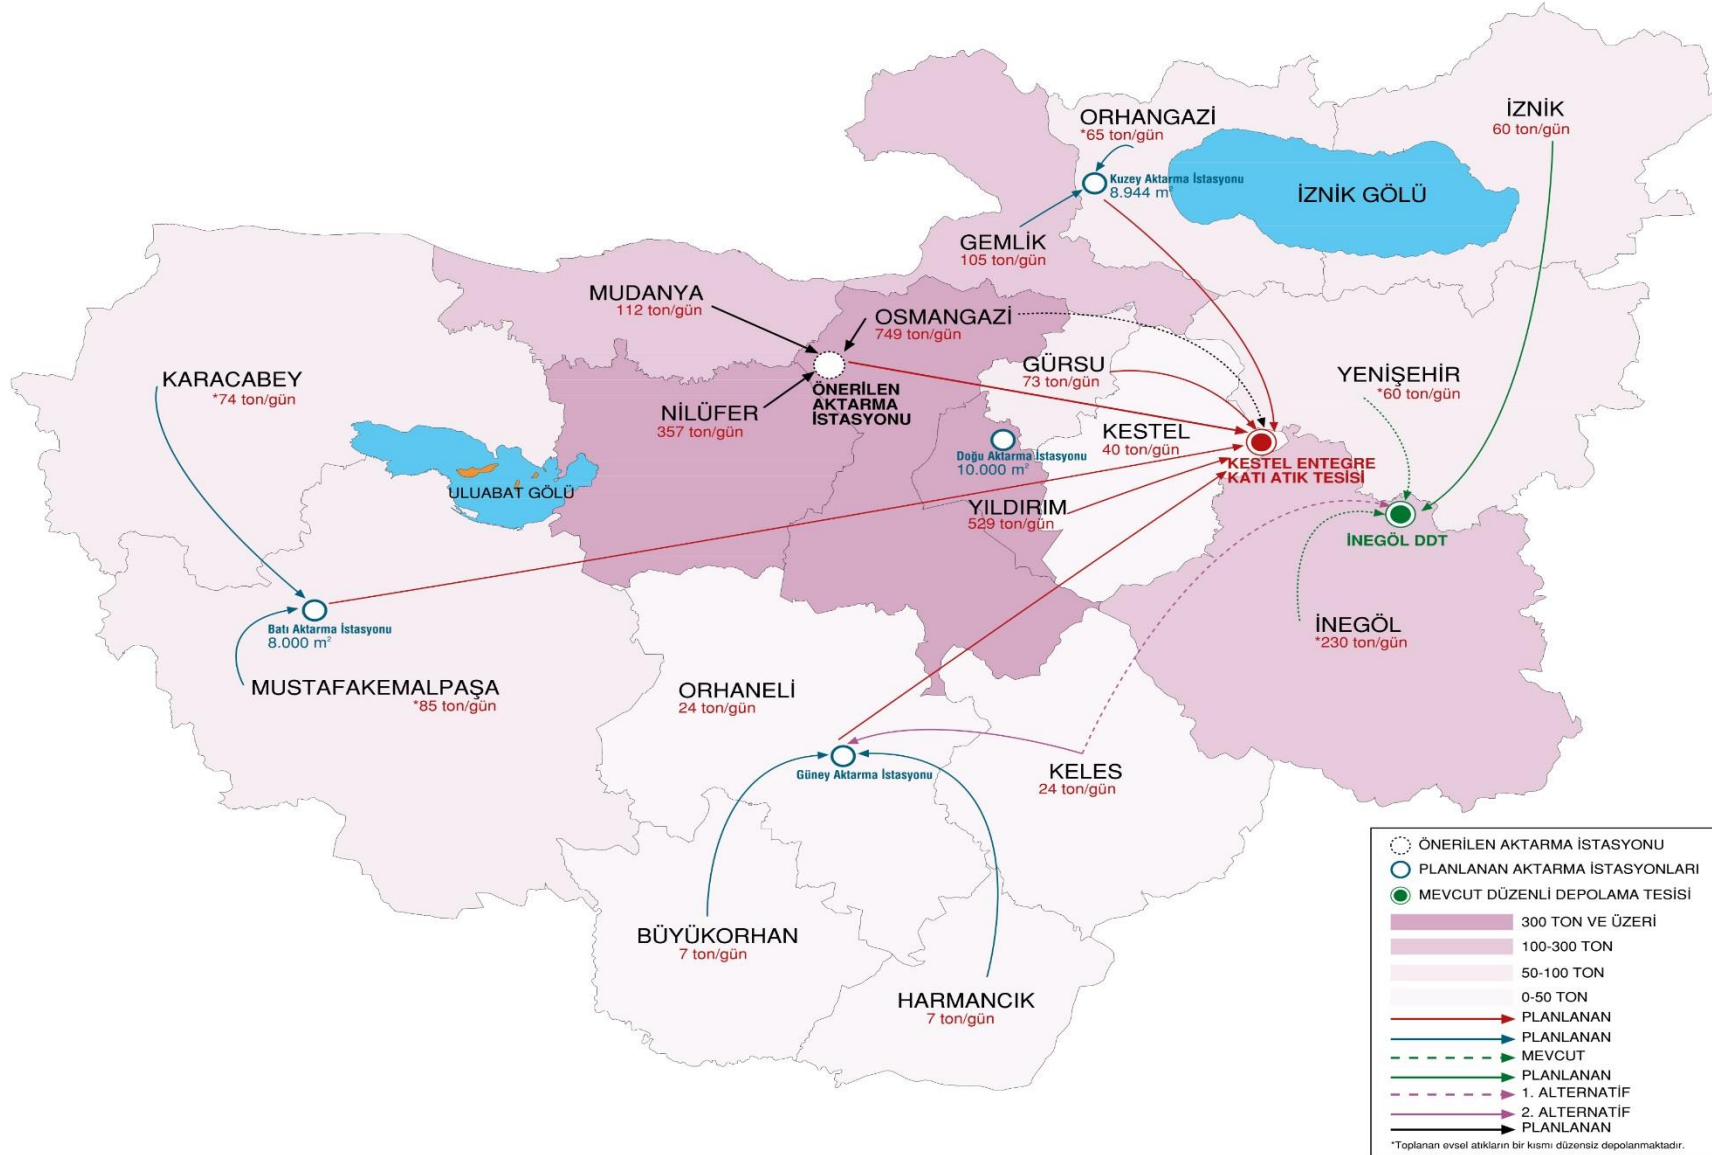 ORHANGAZİ
*65 ton/gün
İZNİK
60 ton/gün
Kuzey Aktarma İstasyonu
8.944 m²
İZNİK GÖLÜ
GEMLİK
105 ton/gün
MUDANYA
112 ton/gün
OSMANGAZİ
749 ton/gün
KARACABEY
*74 ton/gün
GÜRSU
73 ton/gün
YENİŞEHİR
*60 ton/gün
NİLÜFER
357 ton/gün
ÖNERİLEN
AKTARMA
İSTASYONU
KESTEL
40 ton/gün
Doğu Aktarma İstasyonu
10.000 m²
KESTEL ENTEGRE
KATI ATIK TESİSİ
ULUABAT GÖLÜ
YILDIRIM
529 ton/gün
İNEGÖL DDT
Batı Aktarma İstasyonu
8.000 m²
İNEGÖL
*230 ton/gün
MUSTAFAKEMALPAŞA
*85 ton/gün
ORHANELİ
24 ton/gün
Güney Aktarma İstasyonu
KELES
24 ton/gün
BÜYÜKORHAN
7 ton/gün
HARMANCIK
7 ton/gün
ÖNERİLEN AKTARMA İSTASYONU
PLANLANAN AKTARMA İSTASYONLARI
MEVCUT DÜZENLİ DEPOLAMA TESİSİ
300 TON VE ÜZERİ
100-300 TON
50-100 TON
0-50 TON
PLANLANAN
PLANLANAN
MEVCUT
PLANLANAN
1. ALTERNATİF
2. ALTERNATİF
PLANLANAN
*Toplanan evsel atıkların bir kısmı düzensiz depolanmaktadır.